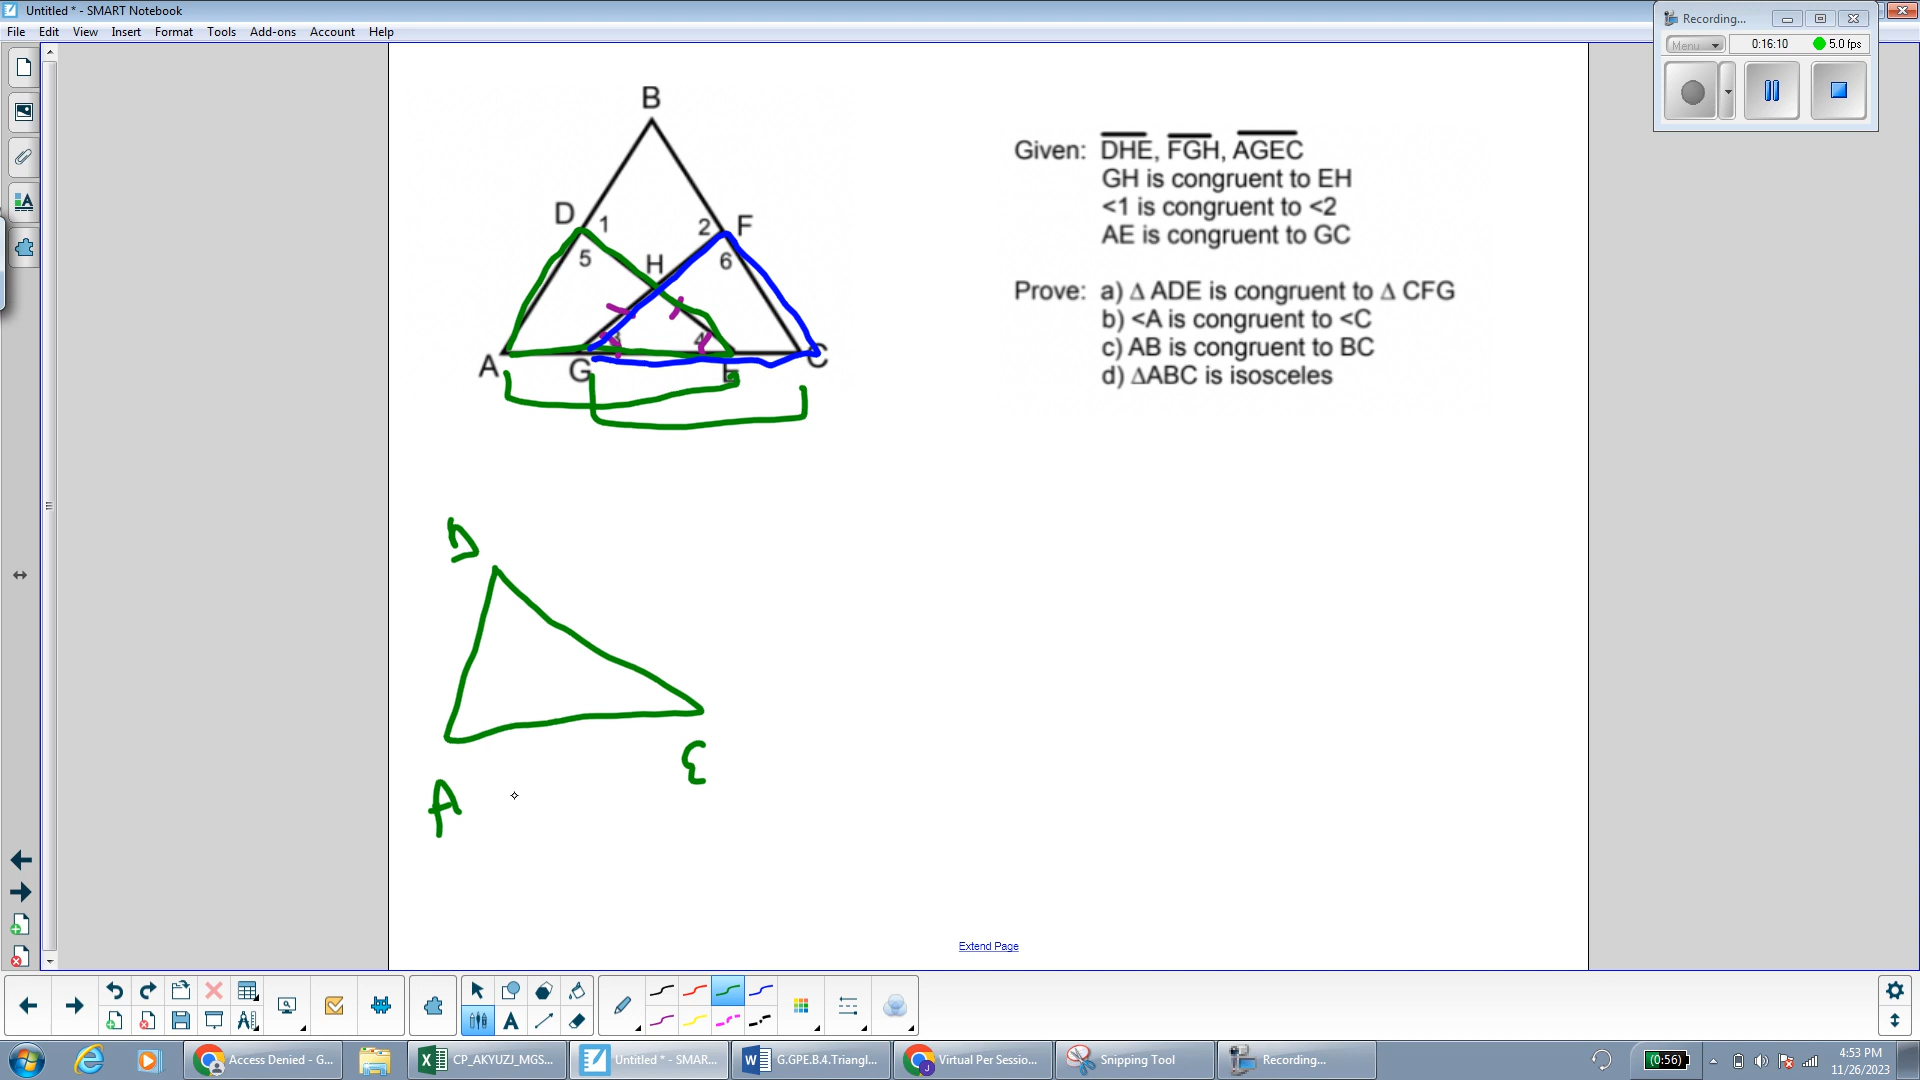 Untitled * - SMART Notebook
File Edit View Insert Format Tools Add-ons Account Help
Recording...
Menu
0:16:10
5.0 fps
B
D 1 2 F
5 H 6
3 4
A G E C
Given: DHE, FGH, AGEC
GH is congruent to EH
<1 is congruent to <2
AE is congruent to GC
Prove: a) Δ ADE is congruent to Δ CFG
b) <A is congruent to <C
c) AB is congruent to BC
d) ΔABC is isosceles
D
E
A
Extend Page
Access Denied - G...
CP_AKYUZJ_MGS...
Untitled * - SMAR...
G.GPE.B.4.Triangl...
Virtual Per Sessio...
Snipping Tool
Recording...
(0:56)
4:53 PM
11/26/2023